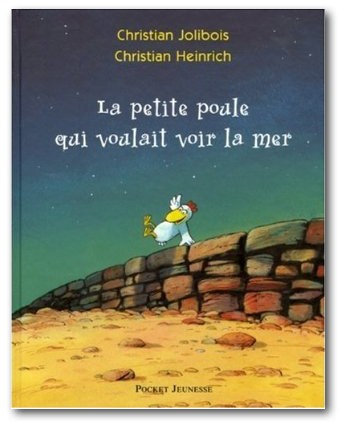 Christian Jolibois
Christian Heinrich
La petite poule
qui voulait voir la mer
POCKET JEUNESSE